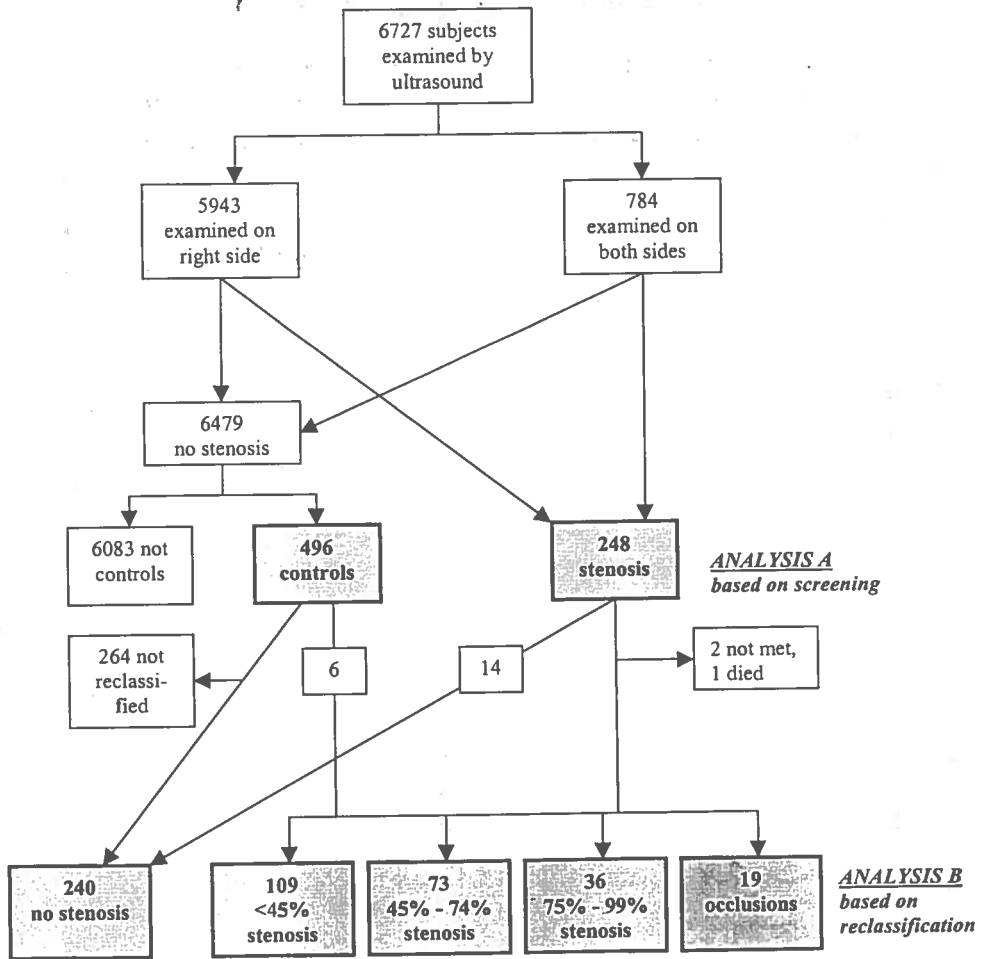 6727 subjects
examined by
ultrasound
5943
examined on
right side
784
examined on
both sides
6479
no stenosis
6083 not
controls
496
controls
248
stenosis
ANALYSIS A
based on screening
264 not
reclassi-
fied
6
14
2 not met,
1 died
240
no stenosis
109
<45%
stenosis
73
45% - 74%
stenosis
36
75% - 99%
stenosis
19
occlusions
ANALYSIS B
based on
reclassification